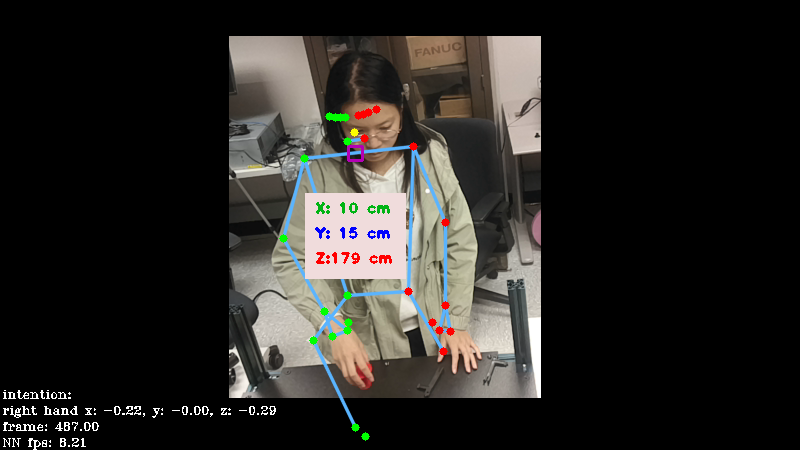 FANUC
X: 10 cm
Y: 15 cm
Z:179 cm
intention:
right hand x: −0.22, y: −0.00, z: −0.29
frame: 487.00
NN fps: 8.21